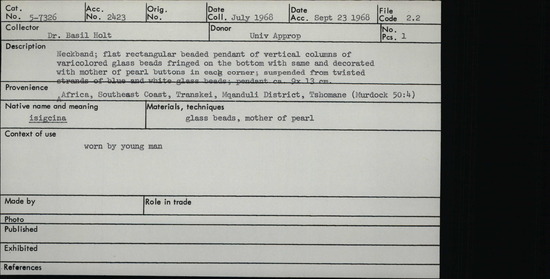 Cat. No. 5-7326 Acc. No. 2423 Orig. No. Date Coll. July 1968 Date Acc. Sept 23 1968 File Code 2.2
Collector Dr. Basil Holt Donor Univ Approp No. Pcs. 1
Description Neckband; flat rectangular beaded pendant of vertical columns of
varicolored glass beads fringed on the bottom with same and decorated
with mother of pearl buttons in each corner; suspended from twisted
strands of blue and white glass beads; pendant ca. 9x 13 cm.
Provenience Africa, Southeast Coast, Transkei, Mqanduli District, Tshomane (Murdock 50:4)
Native name and meaning Materials, techniques
isigcina glass beads, mother of pearl
Context of use
worn by young man
Made by Role in trade
Photo
Published
Exhibited
References